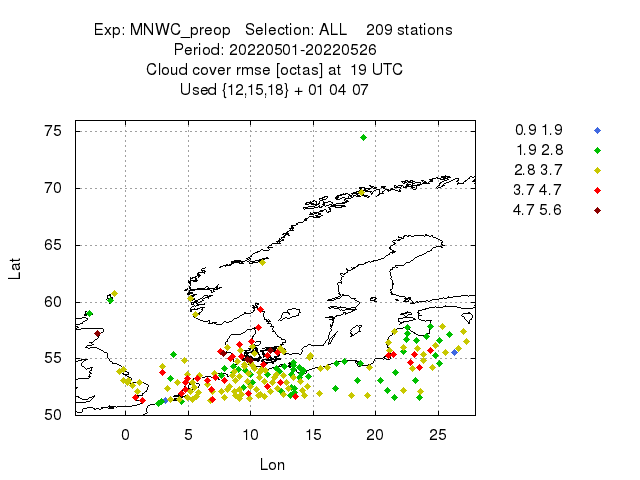 Exp: MNWC_preop   Selection: ALL    209 stations
Period: 20220501-20220526
Cloud cover rmse [octas] at  19 UTC
Used {12,15,18} + 01 04 07
0.9 1.9
1.9 2.8
2.8 3.7
3.7 4.7
4.7 5.6
75
70
65
60
55
50
Lat
0 5 10 15 20 25
Lon